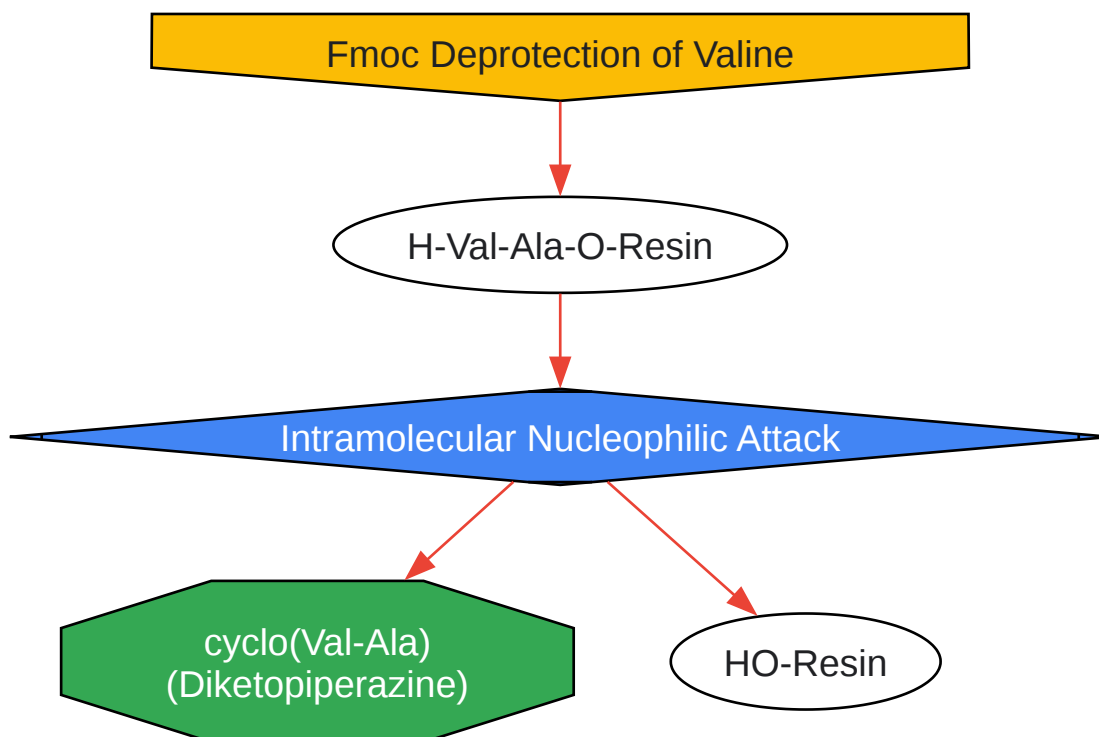 Fmoc Deprotection of Valine
H-Val-Ala-O-Resin
Intramolecular Nucleophilic Attack
cyclo(Val-Ala)
(Diketopiperazine)
HO-Resin